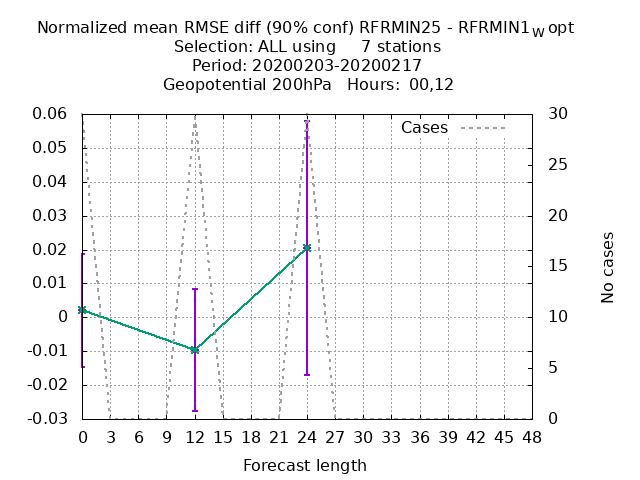 Normalized mean RMSE diff (90% conf) RFRMIN25 - RFRMIN1wopt
Selection: ALL using 7 stations
Period: 20200203-20200217
Geopotential 200hPa Hours: 00,12
Cases
0.06
0.05
0.04
0.03
0.02
0.01
0
-0.01
-0.02
-0.03
30
25
20
15
10
5
0
No cases
0 3 6 9 12 15 18 21 24 27 30 33 36 39 42 45 48
Forecast length